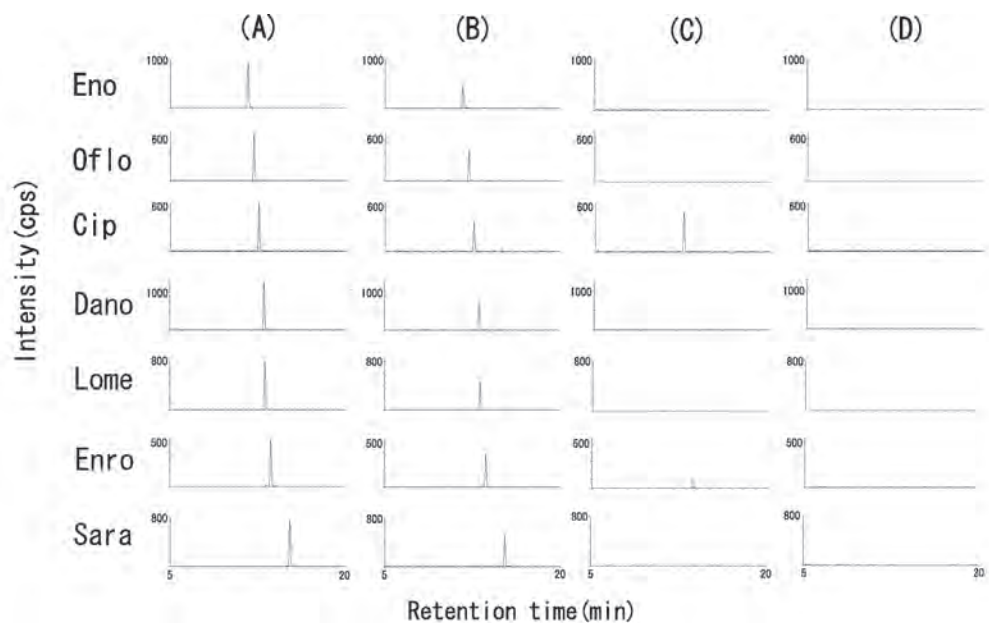 (A) (B) (C) (D)
Eno 1000 1000 1000 1000
Oflo 600 600 600 600
Cip 600 600 600 600
Dano 1000 1000 1000 1000
Lome 800 800 800 800
Enro 500 500 500 500
Sara 800 800 800 800
5 20 5 20 5 20 5 20
Intensity(cps)
Retention time(min)